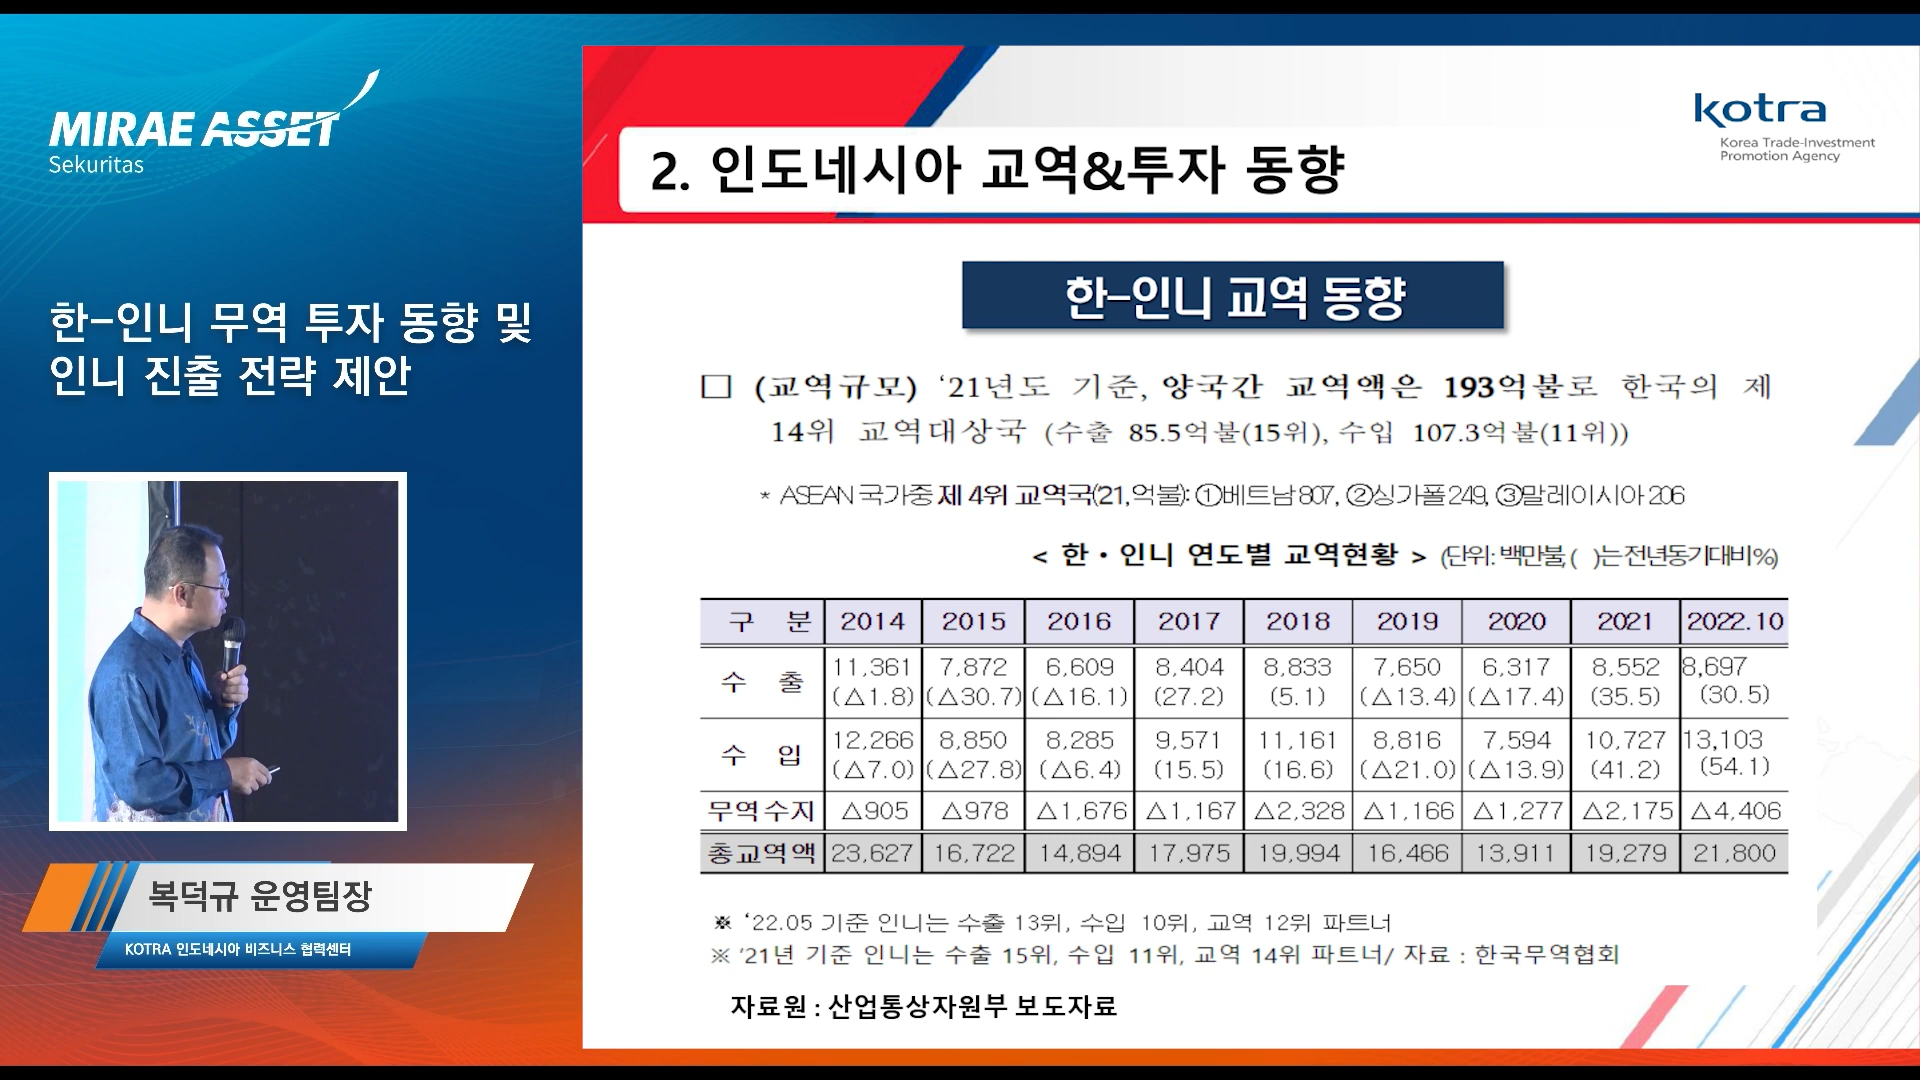 MIRAE ASSET
Sekuritas
한-인니 무역 투자 동향 및
인니 진출 전략 제안
복덕규 운영팀장
KOTRA 인도네시아 비즈니스 협력센터
kotra
Korea Trade-Investment
Promotion Agency
2. 인도네시아 교역&투자 동향
한-인니 교역 동향
□ (교역규모) ‘21년도 기준, 양국간 교역액은 193억불로 한국의 제
14위 교역대상국 (수출 85.5억불(15위), 수입 107.3억불(11위))
* ASEAN 국가중 제 4위 교역국('21, 억불): ①베트남 807, ②싱가폴 249, ③말레이시아 206
< 한・인니 연도별 교역현황 > (단위: 백만불, ( )는 전년동기대비 %)
구 분 2014 2015 2016 2017 2018 2019 2020 2021 2022.10
수 출 11,361 7,872 6,609 8,404 8,833 7,650 6,317 8,552 8,697
(△1.8) (△30.7) (△16.1) (27.2) (5.1) (△13.4) (△17.4) (35.5) (30.5)
수 입 12,266 8,850 8,285 9,571 11,161 8,816 7,594 10,727 13,103
(△7.0) (△27.8) (△6.4) (15.5) (16.6) (△21.0) (△13.9) (41.2) (54.1)
무역수지 △905 △978 △1,676 △1,167 △2,328 △1,166 △1,277 △2,175 △4,406
총교역액 23,627 16,722 14,894 17,975 19,994 16,466 13,911 19,279 21,800
※ ‘22.05 기준 인니는 수출 13위, 수입 10위, 교역 12위 파트너
※ ‘21년 기준 인니는 수출 15위, 수입 11위, 교역 14위 파트너/ 자료 : 한국무역협회
자료원 : 산업통상자원부 보도자료